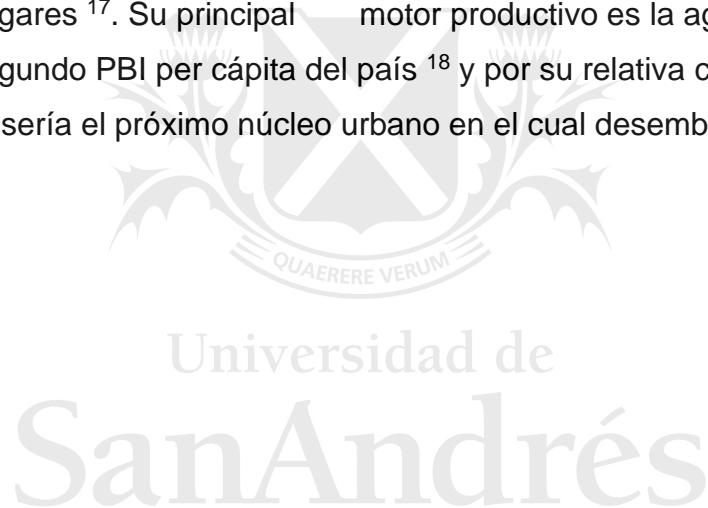 gares ¹⁷. Su principal motor productivo es la ag
gundo PBI per cápita del país ¹⁸ y por su relativa c
sería el próximo núcleo urbano en el cual desemb
QUAERERE VERUM
Universidad de
SanAndrés